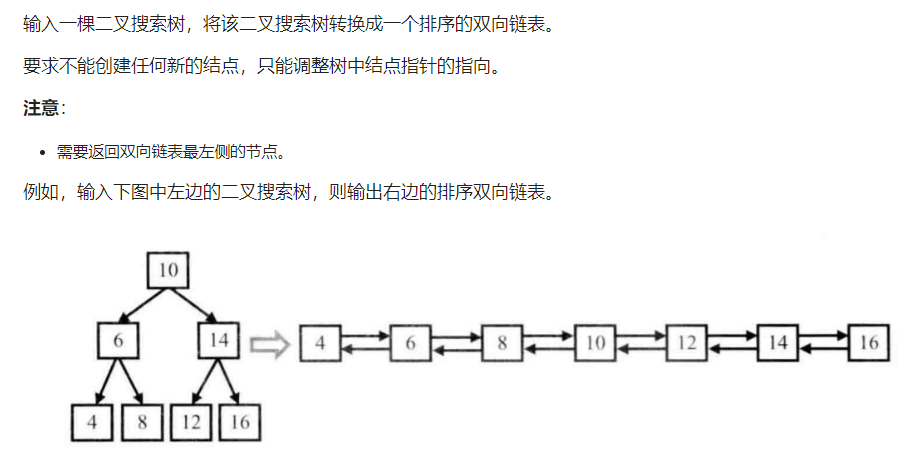 输入一棵二叉搜索树，将该二叉搜索树转换成一个排序的双向链表。
要求不能创建任何新的结点，只能调整树中结点指针的指向。
注意：
需要返回双向链表最左侧的节点。
例如，输入下图中左边的二叉搜索树，则输出右边的排序双向链表。
10
6 14
4 8 12 16
4 6 8 10 12 14 16